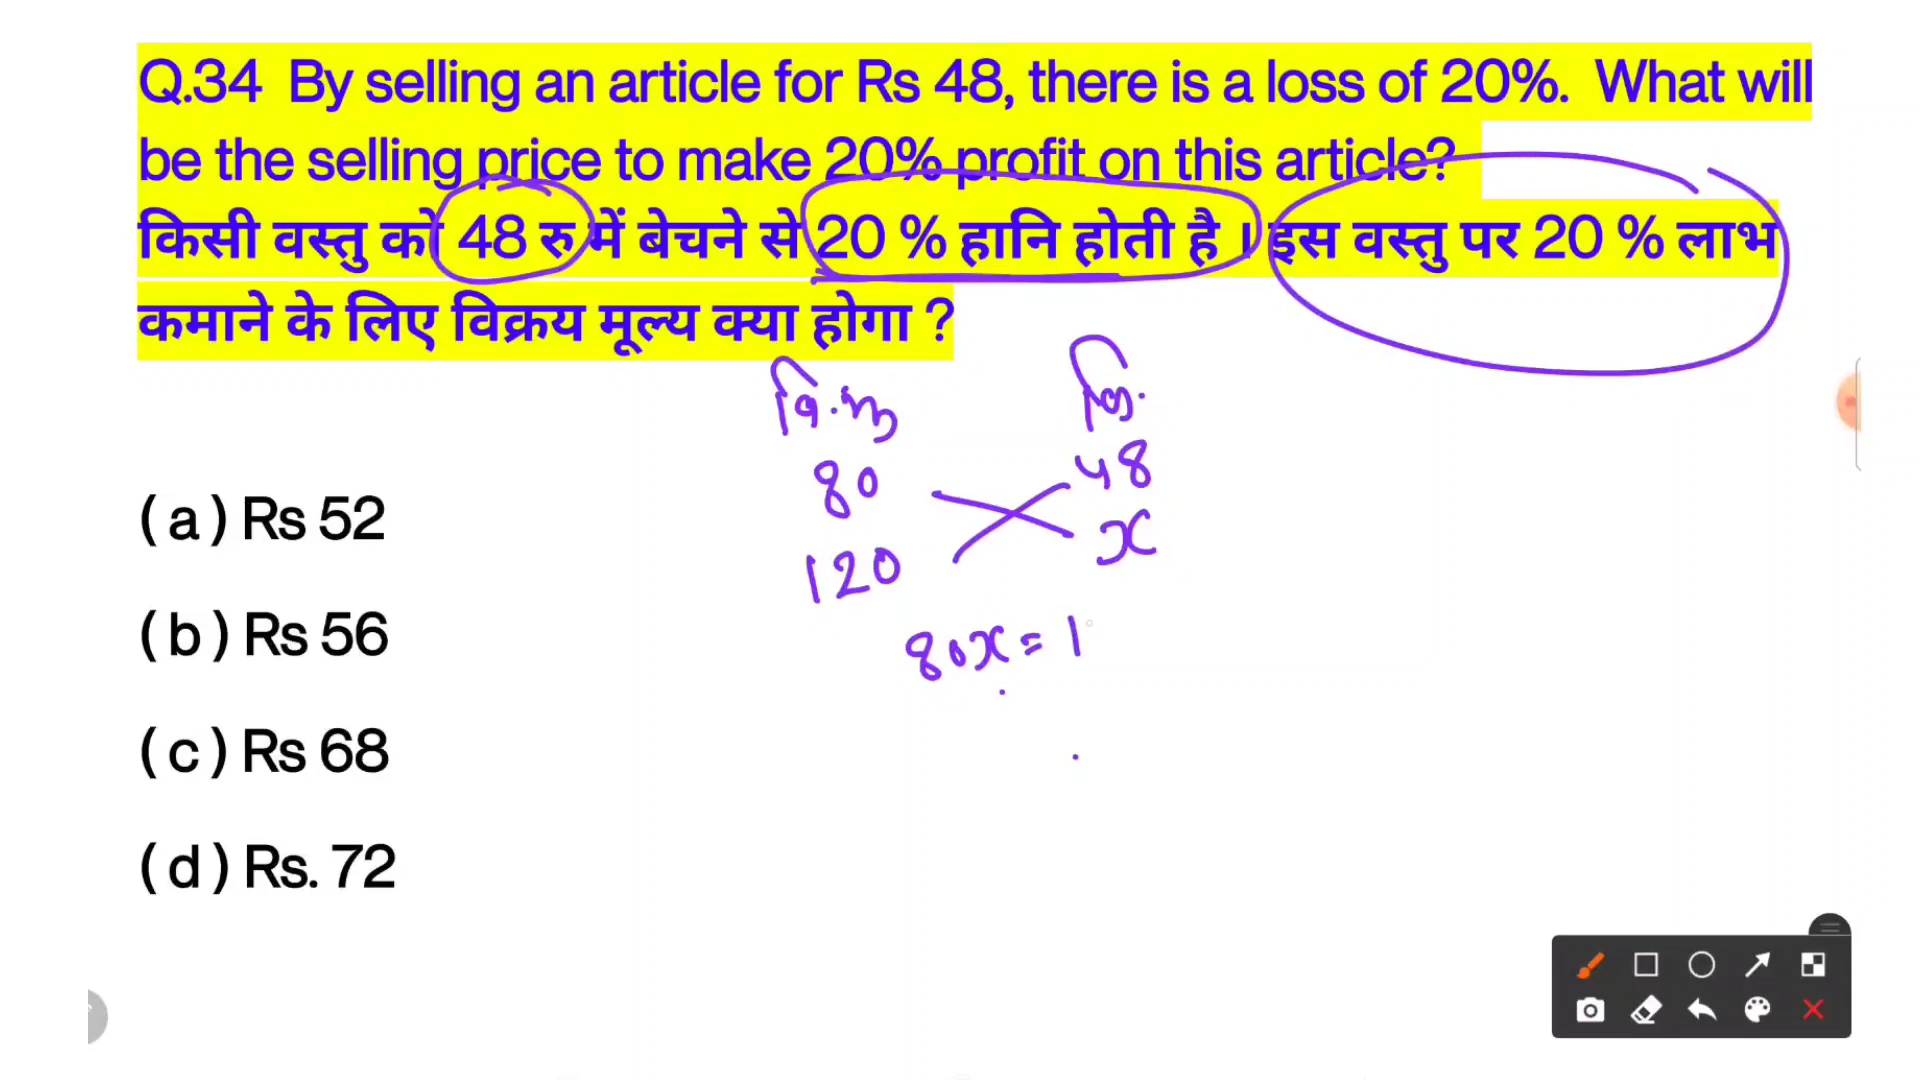 Q.34 By selling an article for Rs 48, there is a loss of 20%. What will
be the selling price to make 20% profit on this article?
किसी वस्तु को 48 रु में बेचने से 20 % हानि होती है । इस वस्तु पर 20 % लाभ
कमाने के लिए विक्रय मूल्य क्या होगा ?
वि.मू वि.
80 48
120 x
80x = 1
( a ) Rs 52
( b ) Rs 56
( c ) Rs 68
( d ) Rs. 72